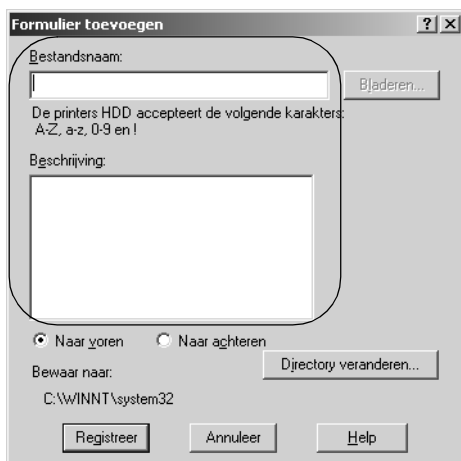 Formulier toevoegen
Bestandsnaam:
Bladeren...
De printers HDD accepteert de volgende karakters:
A-Z, a-z, 0-9 en !
Beschrijving:
Naar voren
Naar achteren
Bewaar naar:
Directory veranderen...
C:\WINNT\system32
Registreer
Annuleer
Help